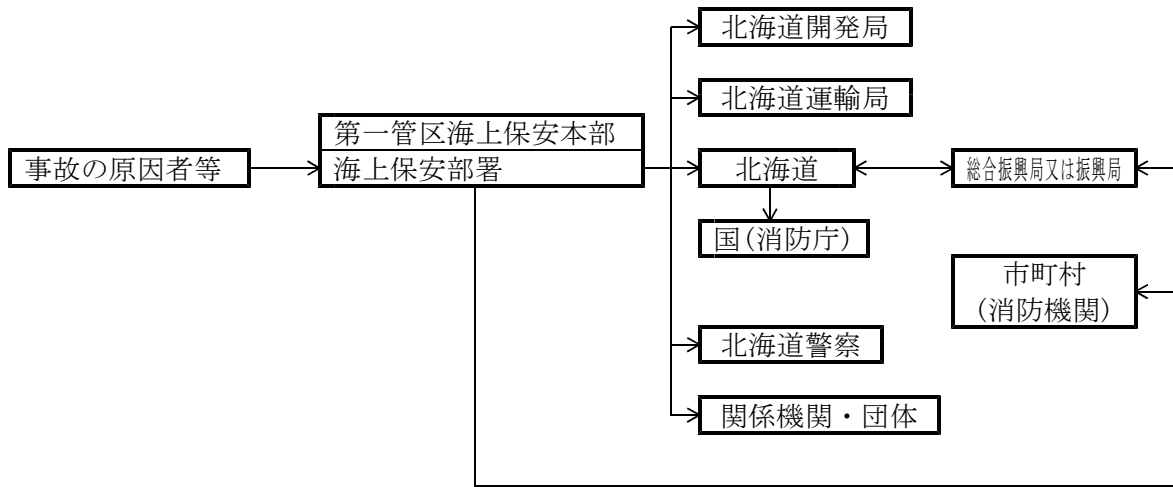 北海道開発局
北海道運輸局
第一管区海上保安本部
事故の原因者等
海上保安部署
北海道
総合振興局又は振興局
国(消防庁)
市町村
(消防機関)
北海道警察
関係機関・団体